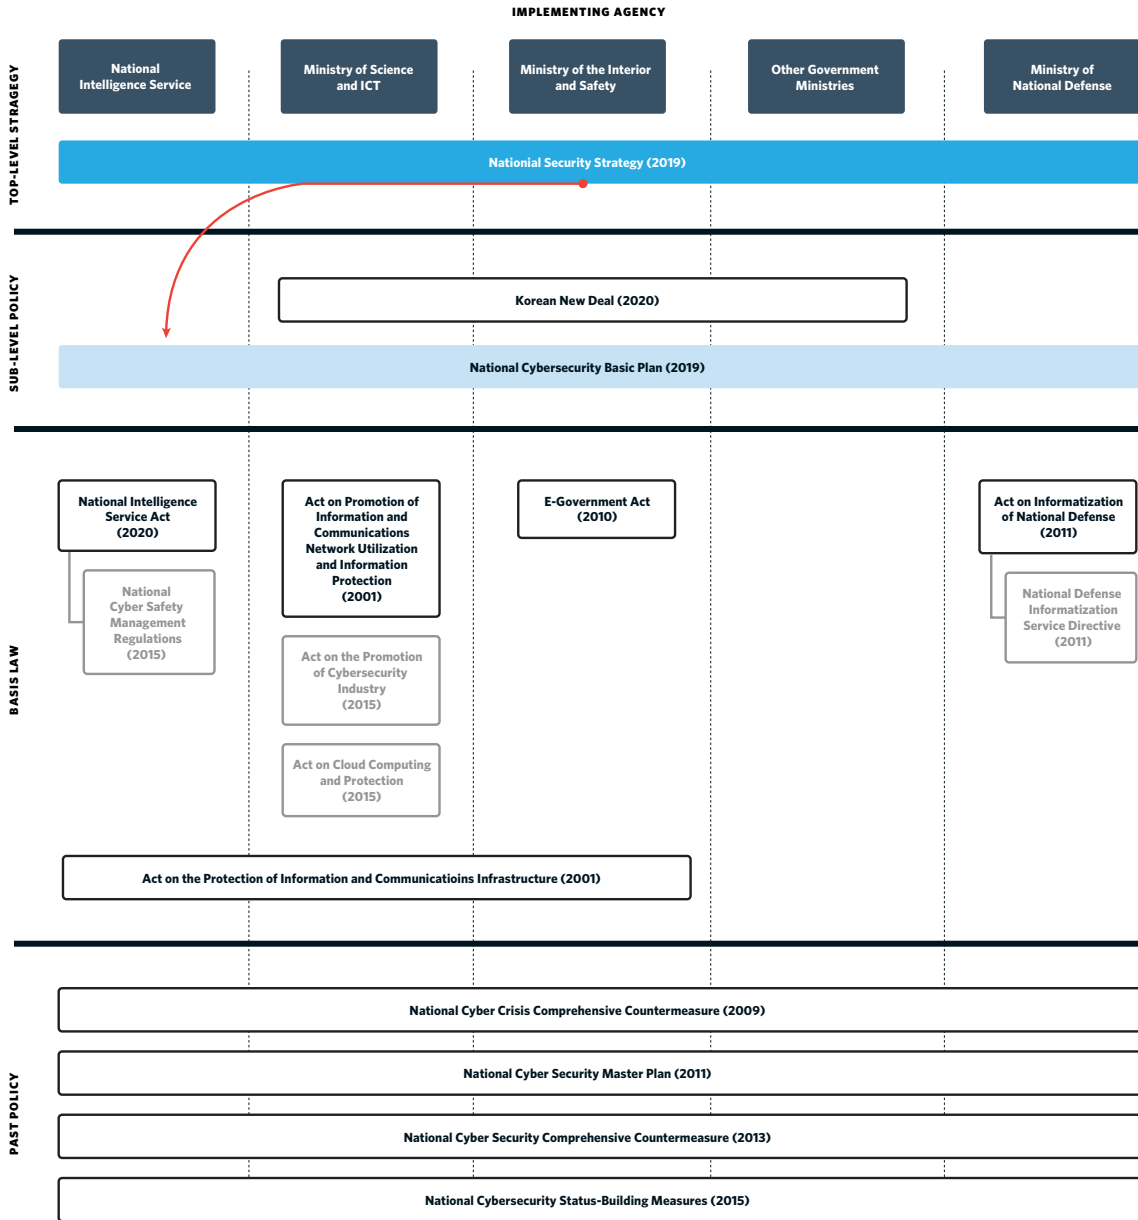 IMPLEMENTING AGENCY
TOP-LEVEL STRAGEGY
National
Intelligence Service
Ministry of Science
and ICT
Ministry of the Interior
and Safety
Other Government
Ministries
Ministry of
National Defense
Nationial Security Strategy (2019)
SUB-LEVEL POLICY
Korean New Deal (2020)
National Cybersecurity Basic Plan (2019)
BASIS LAW
National Intelligence
Service Act
(2020)
National
Cyber Safety
Management
Regulations
(2015)
Act on Promotion of
Information and
Communications
Network Utilization
and Information
Protection
(2001)
Act on the Promotion
of Cybersecurity
Industry
(2015)
Act on Cloud Computing
and Protection
(2015)
E-Government Act
(2010)
Act on Informatization
of National Defense
(2011)
National Defense
Informatization
Service Directive
(2011)
Act on the Protection of Information and Communicatioins Infrastructure (2001)
PAST POLICY
National Cyber Crisis Comprehensive Countermeasure (2009)
National Cyber Security Master Plan (2011)
National Cyber Security Comprehensive Countermeasure (2013)
National Cybersecurity Status-Building Measures (2015)